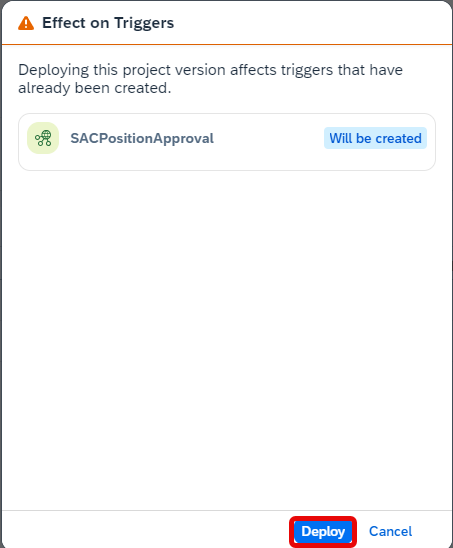 Effect on Triggers
Deploying this project version affects triggers that have
already been created.
SACPositionApproval Will be created
Deploy Cancel